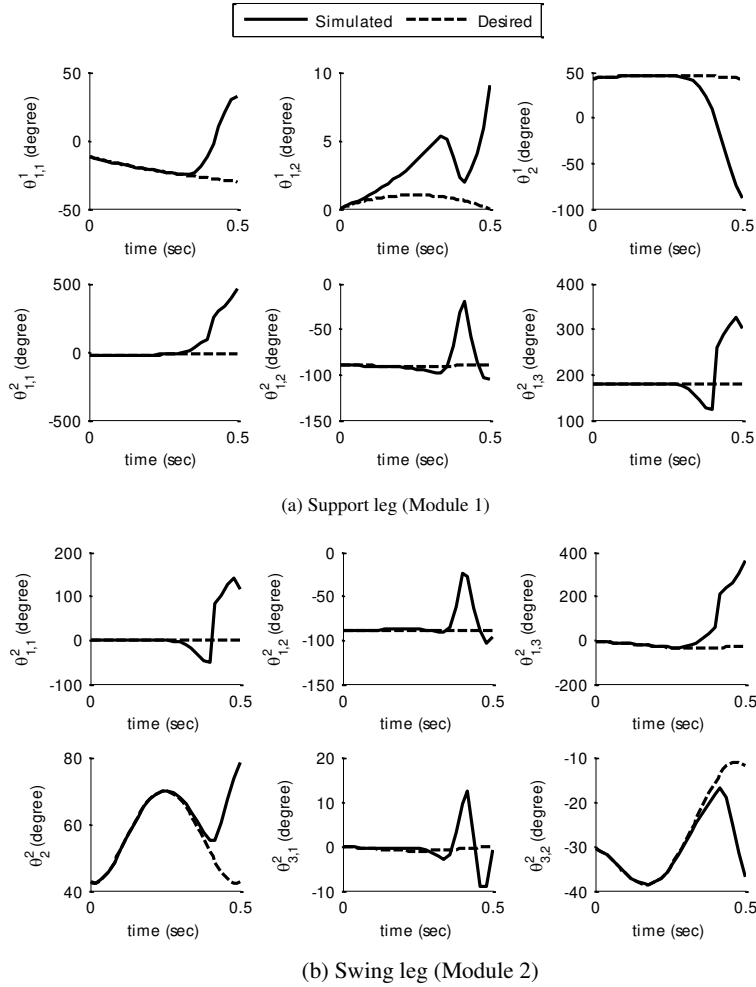 Simulated Desired
50 10 50
0 5 0
-50 0 -50 -100
θ¹₁,₁ (degree) θ¹₁,₂ (degree) θ¹₂ (degree)
0 0.5 0 0.5 0 0.5
time (sec) time (sec) time (sec)
500 0 400
0 -50 300
-500 -100 200
-150 100
θ²₁,₁ (degree) θ²₁,₂ (degree) θ²₁,₃ (degree)
0 0.5 0 0.5 0 0.5
time (sec) time (sec) time (sec)
(a) Support leg (Module 1)
200 0 400
100 -50 200
0 -100 0
-100 -150 -200
θ²₁,₁ (degree) θ²₁,₂ (degree) θ²₁,₃ (degree)
0 0.5 0 0.5 0 0.5
time (sec) time (sec) time (sec)
80 20 -10
60 10 -20
40 0 -30
-10 -40
θ²₂ (degree) θ²₃,₁ (degree) θ²₃,₂ (degree)
0 0.5 0 0.5 0 0.5
time (sec) time (sec) time (sec)
(b) Swing leg (Module 2)